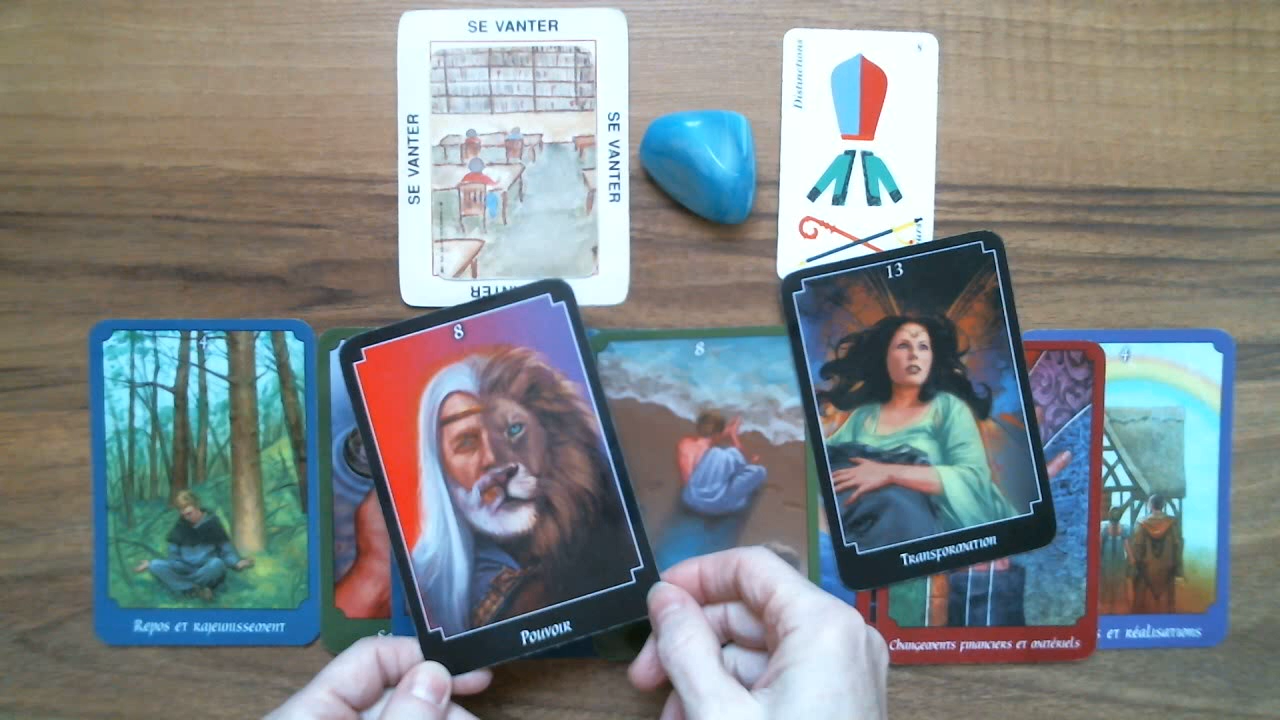 SE VANTER
SE VANTER
SE VANTER
VANTER
Distinctions
8
4
8
8
13
4
Repos et rajeunissement
Pouvoir
Transformation
Changements financiers et matériels
et réalisations